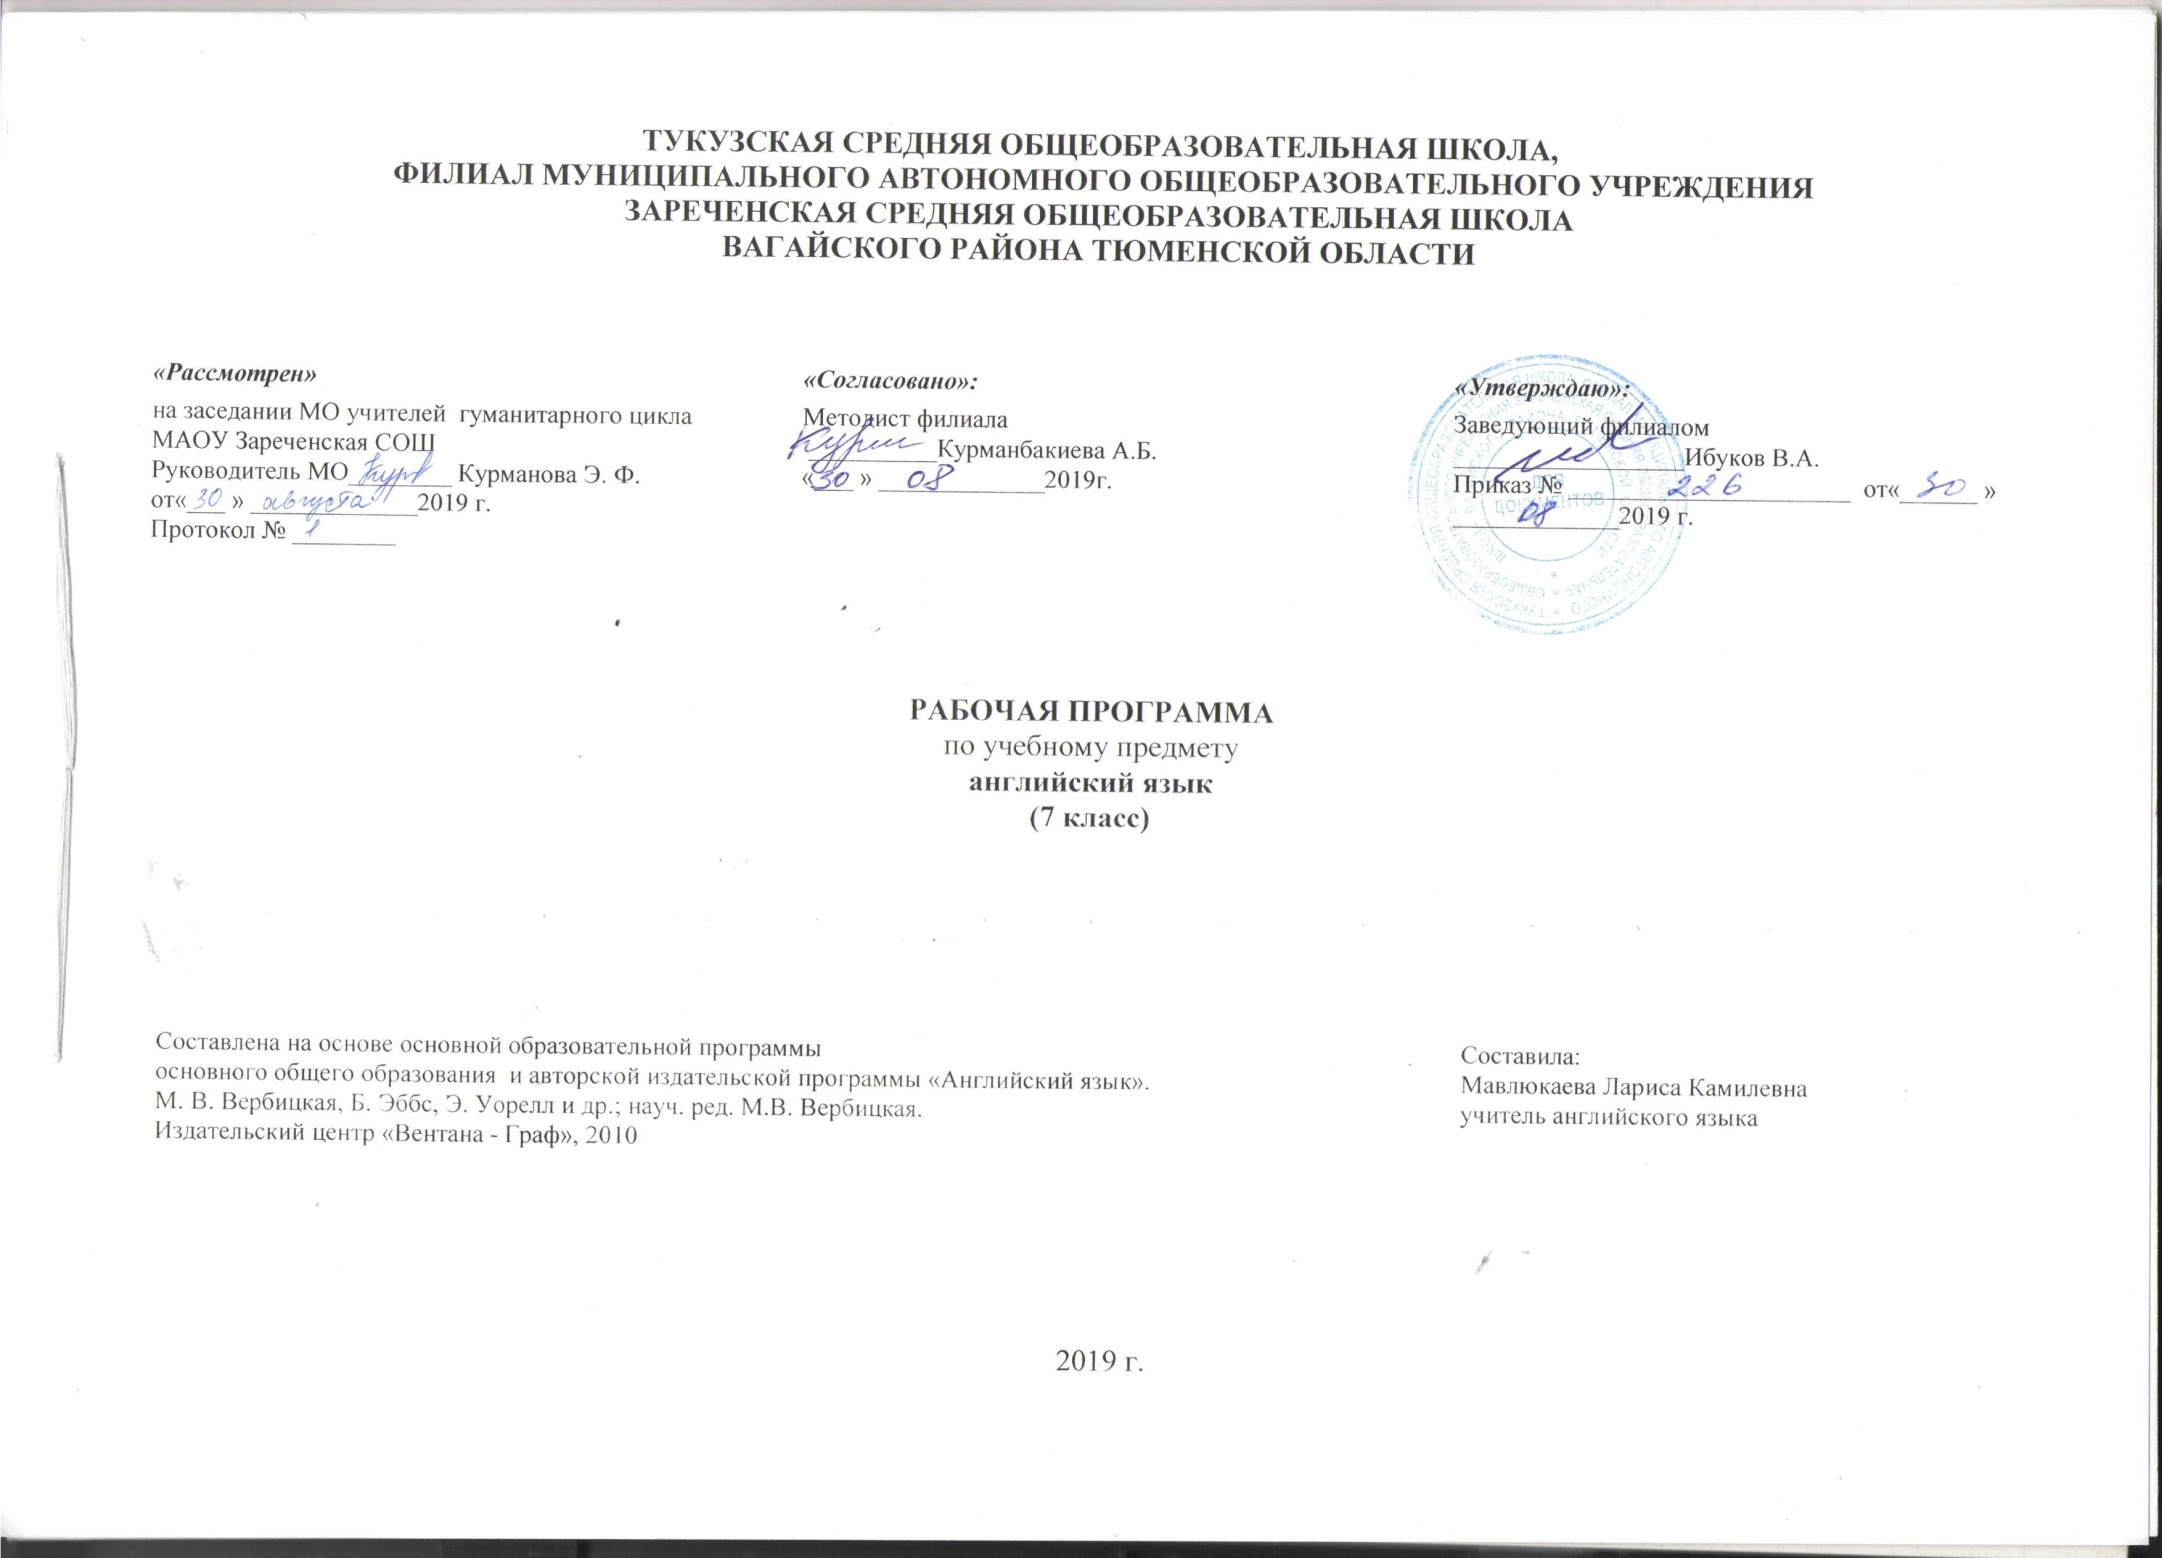 ТУКУЗСКАЯ СРЕДНЯЯ ОБЩЕОБРАЗОВАТЕЛЬНАЯ ШКОЛА,
ФИЛИАЛ МУНИЦИПАЛЬНОГО АВТОНОМНОГО ОБЩЕОБРАЗОВАТЕЛЬНОГО УЧРЕЖДЕНИЯ
ЗАРЕЧЕНСКАЯ СРЕДНЯЯ ОБЩЕОБРАЗОВАТЕЛЬНАЯ ШКОЛА
ВАГАЙСКОГО РАЙОНА ТЮМЕНСКОЙ ОБЛАСТИ
«Рассмотрен»
на заседании МО учителей гуманитарного цикла
МАОУ Зареченская СОШ
Руководитель МО________ Курманова Э. Ф.
от«30 » августа 2019 г.
Протокол № 1
«Согласовано»:
Методист филиала
__________Курманбакиева А.Б.
«30 » 08 2019г.
«Утверждаю»:
Заведующий филиалом
__________________Ибуков В.А.
Приказ № 226 от« 30 »
08 2019 г.
ДЛЯ
ДОКУМЕНТОВ
РАБОЧАЯ ПРОГРАММА
по учебному предмету
английский язык
(7 класс)
Составлена на основе основной образовательной программы
основного общего образования и авторской издательской программы «Английский язык».
М. В. Вербицкая, Б. Эббс, Э. Уорелл и др.; науч. ред. М.В. Вербицкая.
Издательский центр «Вентана - Граф», 2010
Составила:
Мавлюкаева Лариса Камилевна
учитель английского языка
2019 г.